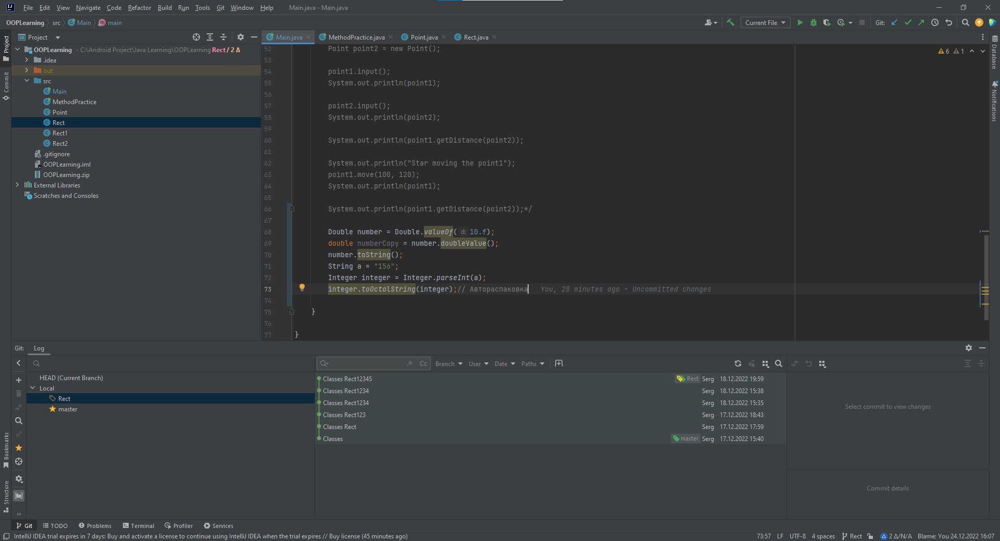 File Edit View Navigate Code Refactor Build Run Tools Git Window Help Main.java - Main.java
OOPLearning src Main main Current File Git:
Project
Main.java MethodPractice.java Point.java Rect.java
OOPLearning - C:\Android Project\Java Learning\OOPLearning Rect / 2 Δ
.idea
out
src
Main
MethodPractice
Point
Rect
Rect1
Rect2
.gitignore
OOPLearning.iml
OOPLearning.zip
External Libraries
Scratches and Consoles
Project
Commit
Bookmarks
Structure
6 1
52 Point point2 = new Point();
53
54 point1.input();
55 System.out.println(point1);
56
57 point2.input();
58 System.out.println(point2);
59
60 System.out.println(point1.getDistance(point2));
61
62 System.out.println("Star moving the point1");
63 point1.move(100, 120);
64 System.out.println(point1);
65
66 System.out.println(point1.getDistance(point2));*/
67
68 Double number = Double.valueOf( d: 10.f);
69 double numberCopy = number.doubleValue();
70 number.toString();
71 String a = "156";
72 Integer integer = Integer.parseInt(a);
73 integer.toOctalString(integer);// Автораспаковка You, 28 minutes ago • Uncommitted changes
74
75 }
76
77 }
Database
Notifications
Git: Log
HEAD (Current Branch)
Local
Rect
master
.* Cc Branch User Date Paths
Classes Rect12345 Rect Serg 18.12.2022 19:59
Classes Rect1234 Serg 18.12.2022 15:38
Classes Rect1234 Serg 18.12.2022 15:35
Classes Rect123 Serg 17.12.2022 18:43
Classes Rect Serg 17.12.2022 17:59
Classes master Serg 17.12.2022 15:40
Select commit to view changes
Commit details
Git TODO Problems Terminal Profiler Services
IntelliJ IDEA trial expires in 7 days: Buy and activate a license to continue using IntelliJ IDEA when the trial expires // Buy license (45 minutes ago) 73:57 LF UTF-8 4 spaces Rect 2 Δ/N/A Blame: You 24.12.2022 16:07